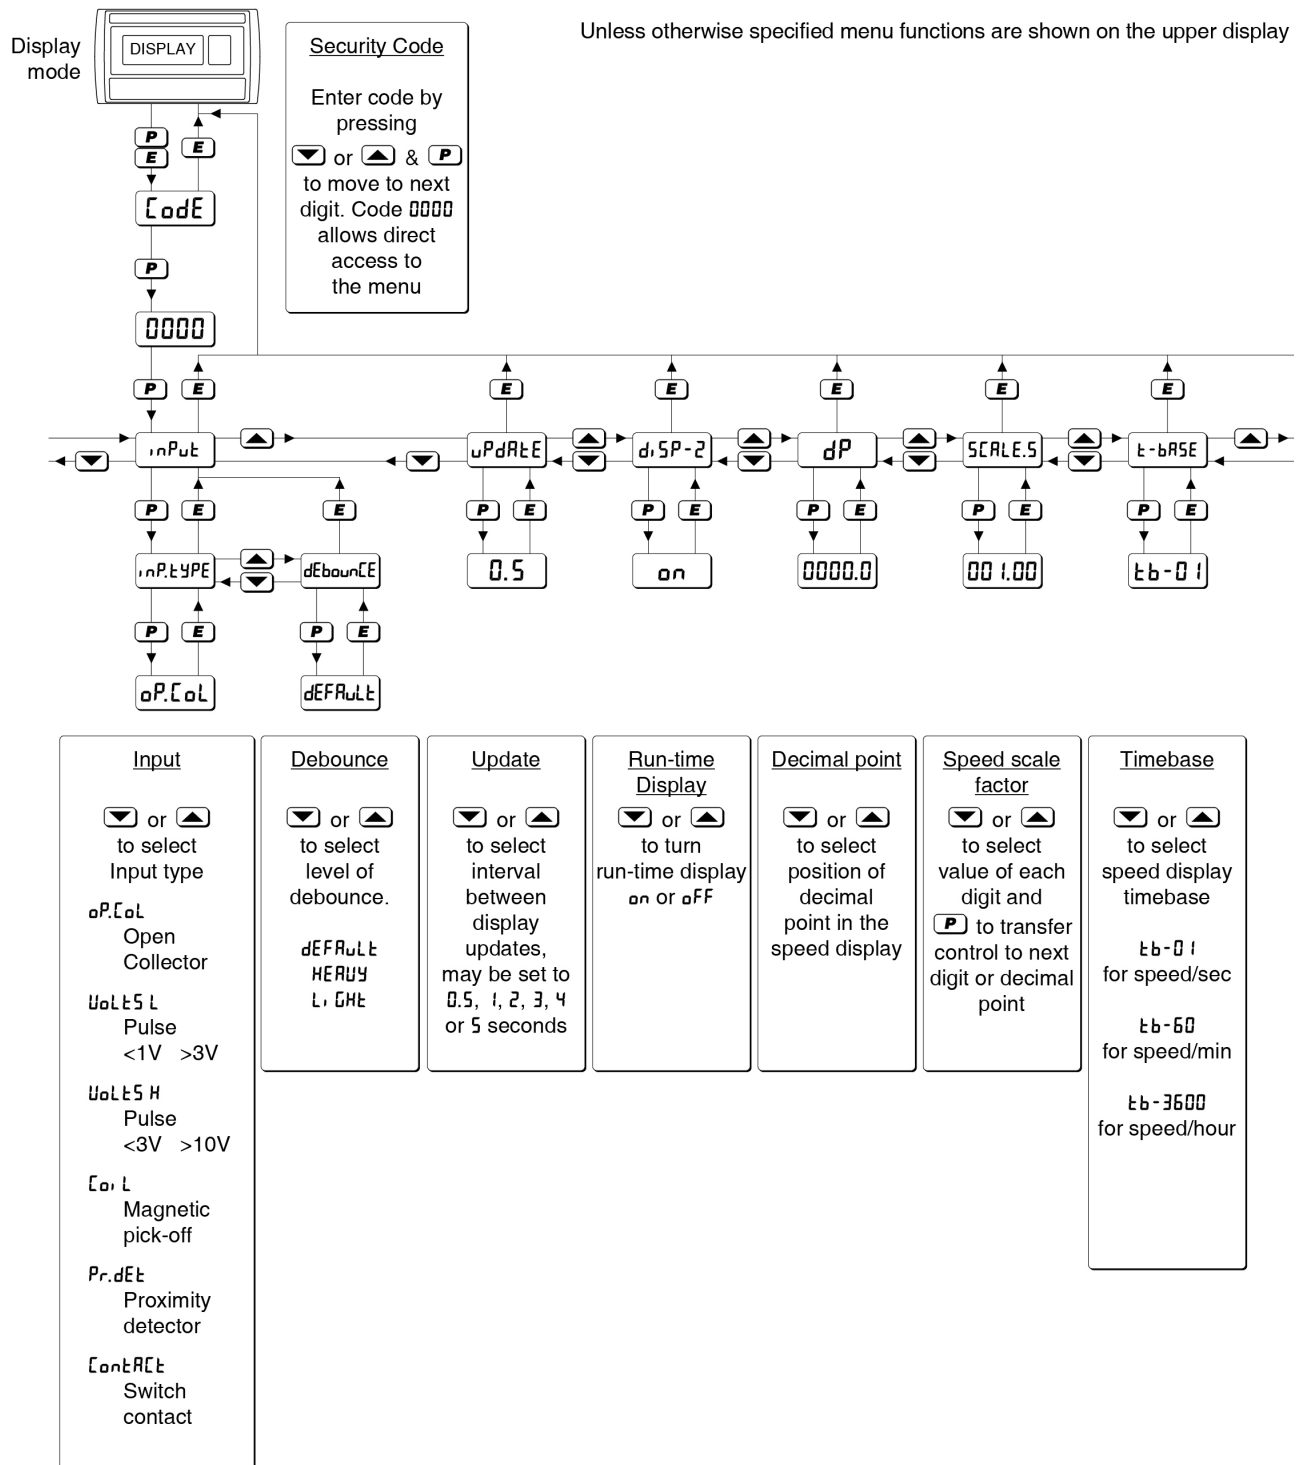 Display
mode
DISPLAY
Unless otherwise specified menu functions are shown on the upper display
Security Code
Enter code by
pressing
or & P
to move to next
digit. Code 0000
allows direct
access to
the menu
P
E
E
CodE
P
0000
P E E E E E E
inPut
uPdAtE
diSP-2
dP
SCALE.S
t-bASE
P E E P E P E P E P E P E
inP.tYPE
dEbounCE
0.5
on
0000.0
001.00
tb-01
P E P E
oP.CoL
dEFAuLt
Input
or
to select
Input type
oP.CoL
Open
Collector
VoLtS L
Pulse
<1V >3V
VoLtS H
Pulse
<3V >10V
CoiL
Magnetic
pick-off
Pr.dEt
Proximity
detector
ContACt
Switch
contact
Debounce
or
to select
level of
debounce.
dEFAuLt
HEAVY
LiGHt
Update
or
to select
interval
between
display
updates,
may be set to
0.5, 1, 2, 3, 4
or 5 seconds
Run-time
Display
or
to turn
run-time display
on or oFF
Decimal point
or
to select
position of
decimal
point in the
speed display
Speed scale
factor
or
to select
value of each
digit and
P to transfer
control to next
digit or decimal
point
Timebase
or
to select
speed display
timebase
tb-01
for speed/sec
tb-60
for speed/min
tb-3600
for speed/hour